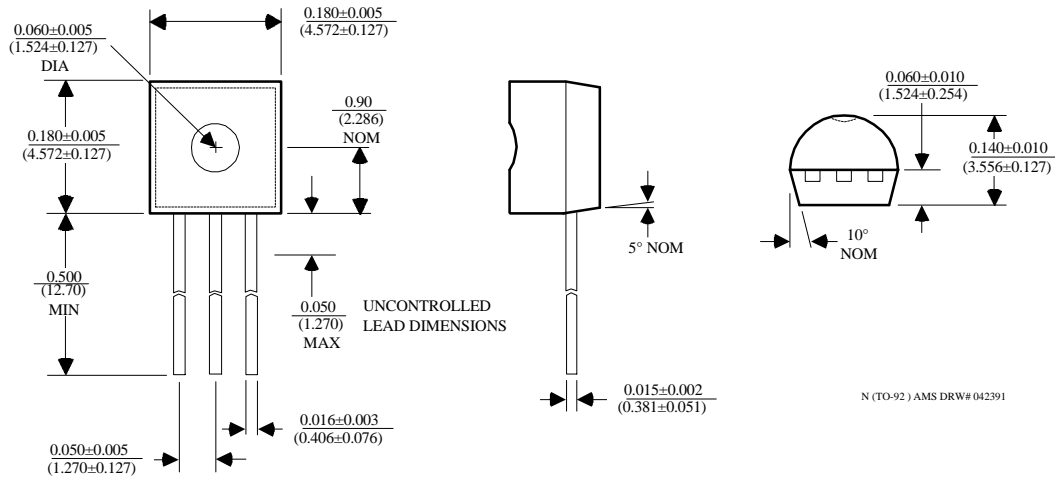 0.060±0.005
(1.524±0.127)
DIA
0.180±0.005
(4.572±0.127)
0.180±0.005
(4.572±0.127)
0.90
(2.286)
NOM
0.500
(12.70)
MIN
0.050
(1.270)
MAX
UNCONTROLLED
LEAD DIMENSIONS
0.016±0.003
(0.406±0.076)
0.050±0.005
(1.270±0.127)
5° NOM
0.015±0.002
(0.381±0.051)
0.060±0.010
(1.524±0.254)
0.140±0.010
(3.556±0.127)
10°
NOM
N (TO-92 ) AMS DRW# 042391